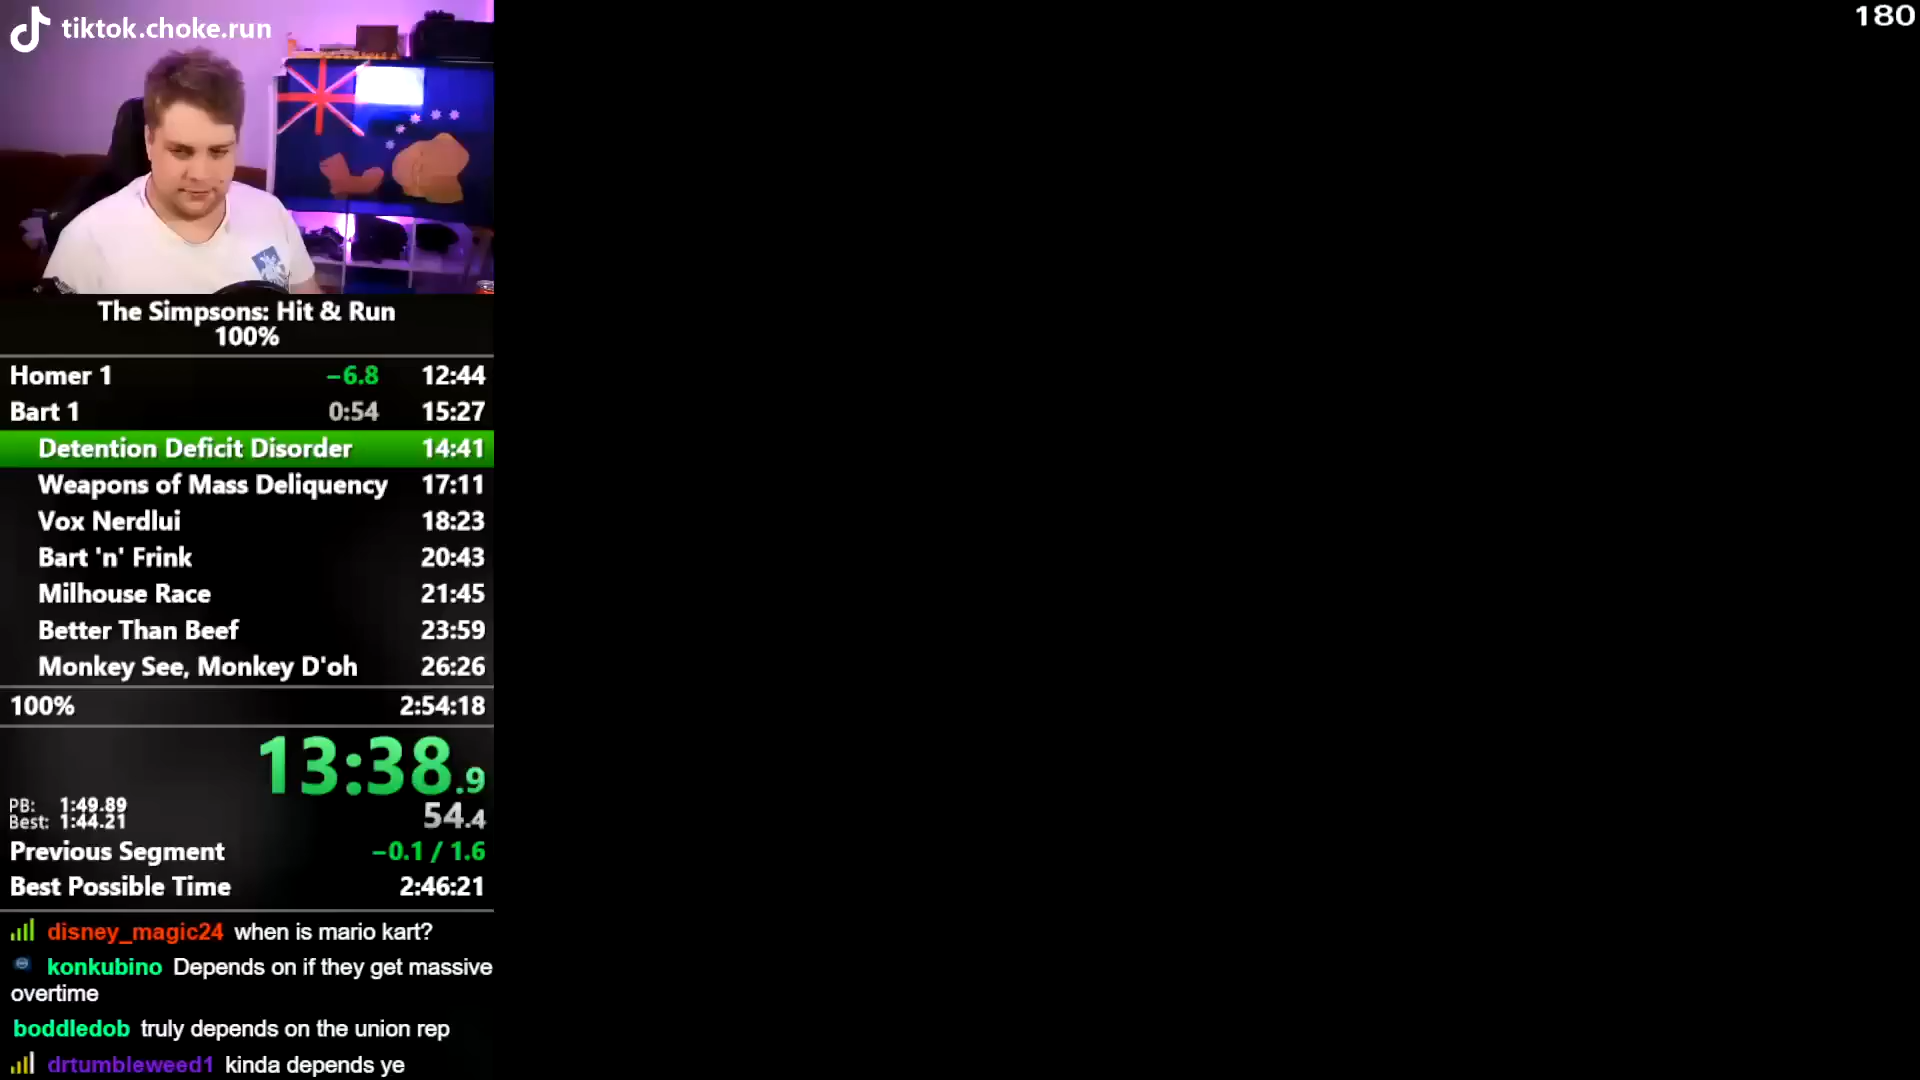 tiktok.choke.run
180
The Simpsons: Hit & Run
100%
Homer 1 −6.8 12:44
Bart 1 0:54 15:27
Detention Deficit Disorder 14:41
Weapons of Mass Deliquency 17:11
Vox Nerdlui 18:23
Bart 'n' Frink 20:43
Milhouse Race 21:45
Better Than Beef 23:59
Monkey See, Monkey D'oh 26:26
100% 2:54:18
13:38.9
PB: 1:49.89
Best: 1:44.21
54.4
Previous Segment −0.1 / 1.6
Best Possible Time 2:46:21
disney_magic24 when is mario kart?
konkubino Depends on if they get massive
overtime
boddledob truly depends on the union rep
drtumbleweed1 kinda depends ye